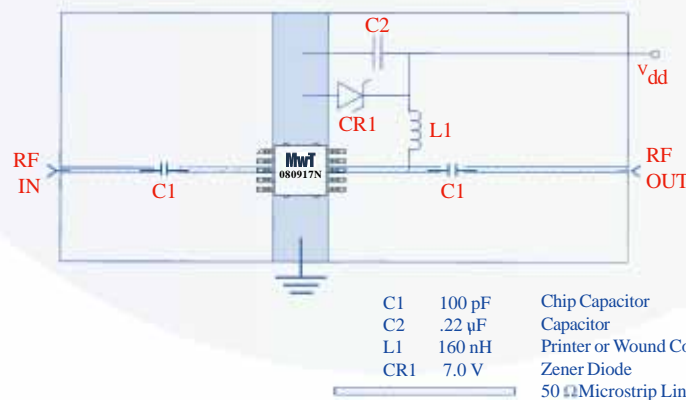 C2
Vdd
CR1
L1
RF
IN
C1
MwT
080917N
C1
RF
OUT
C1 100 pF Chip Capacitor
C2 .22 µF Capacitor
L1 160 nH Printer or Wound Co
CR1 7.0 V Zener Diode
50 Ω Microstrip Lin